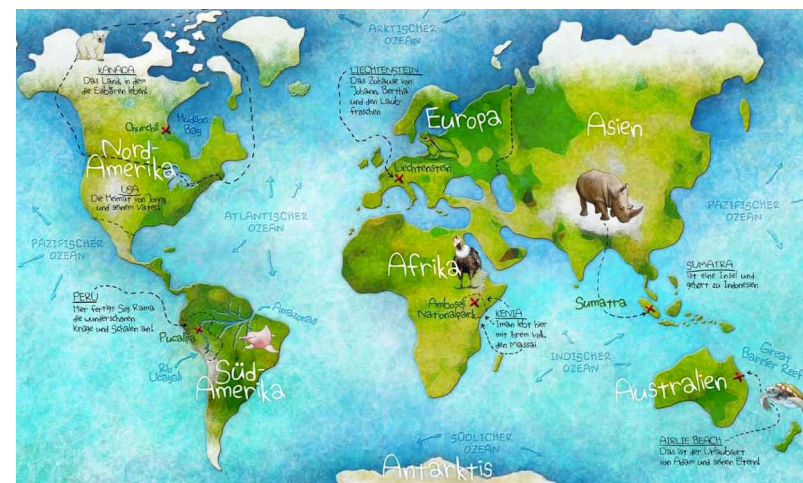 ARKTISCHER
OZEAN
KANADA
Das Land, in dem
die Eisbären leben!
Churchill
Hudson
Bay
Nord-
Amerika
USA
Die Heimat von Jonny
und seinem Vater!
PAZIFISCHER
OZEAN
ATLANTISCHER
OZEAN
LIECHTENSTEIN
Das Zuhause von
Johann, Bertha
und den Laub-
fröschen
Europa
Liechtenstein
Asien
PAZIFISCHER
OZEAN
Afrika
Amboseli
Nationalpark
KENIA
Iman lebt hier
mit ihrem Volk,
den Massai
SUMATRA
ist eine Insel und
gehört zu Indonesien
Sumatra
PERU
Hier fertigt Soy Rama
die wunderschönen
Krüge und Schalen an!
Pucallpa
Amazonas
Rio
Ucayali
Süd-
Amerika
INDISCHER
OZEAN
Great
Barrier Reef
Australien
AIRLIE BEACH
Das ist der Urlaubsort
von Adam und seinen Eltern!
SÜDLICHER
OZEAN
Antarktis